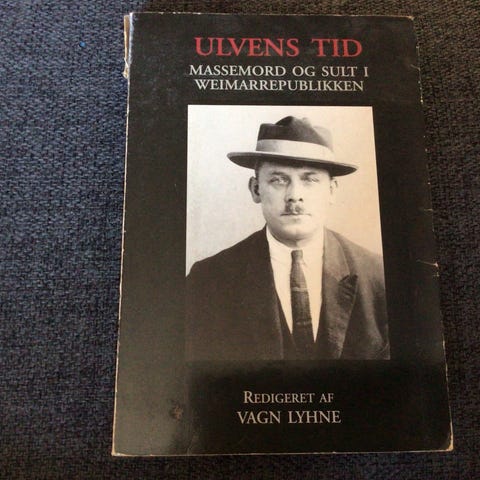 ULVENS TID
MASSEMORD OG SULT I
WEIMARREPUBLIKKEN
REDIGERET AF
VAGN LYHNE